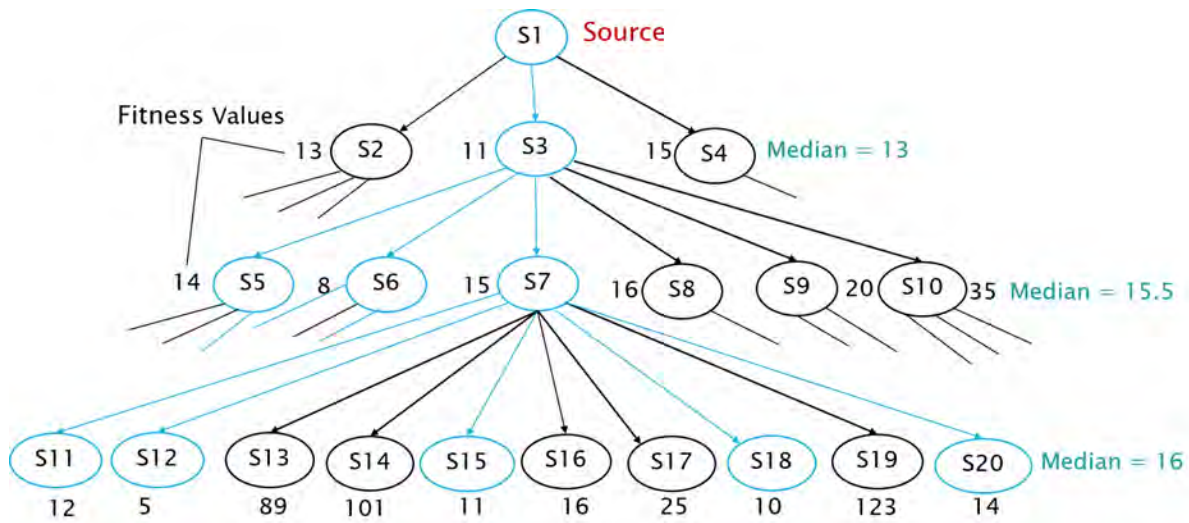 S1 Source
Fitness Values
13 S2 11 S3 15 S4 Median = 13
14 S5 8 S6 15 S7 16 S8 S9 20 S10 35 Median = 15.5
S11 S12 S13 S14 S15 S16 S17 S18 S19 S20 Median = 16
12 5 89 101 11 16 25 10 123 14